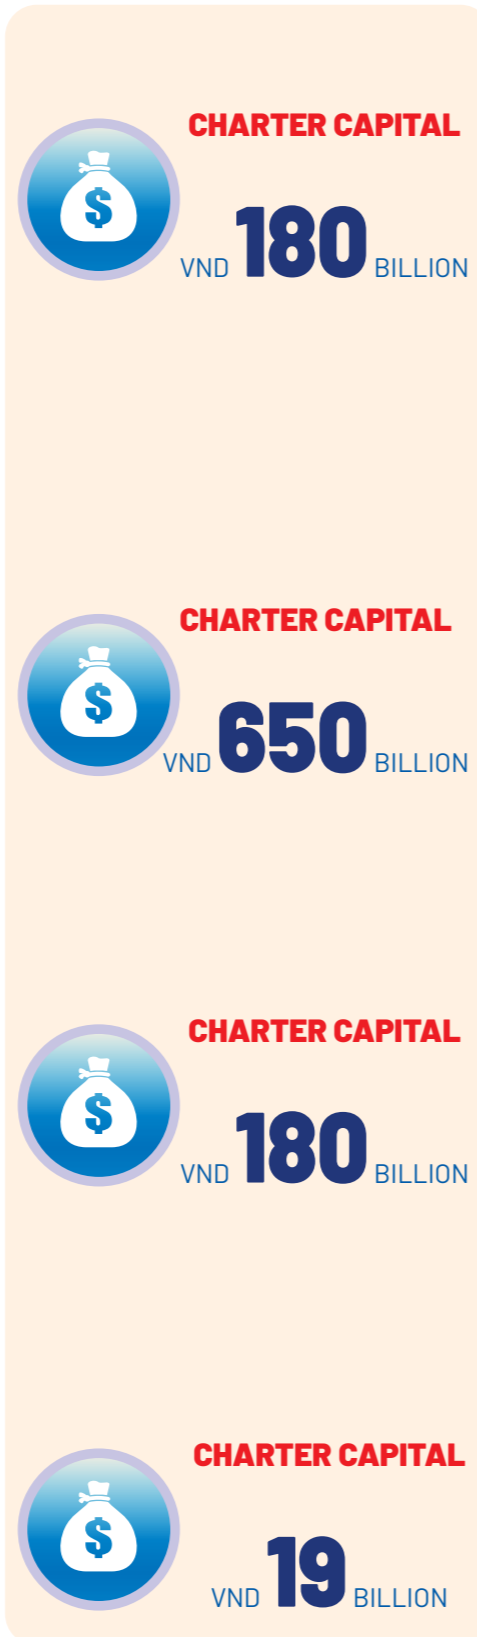 CHARTER CAPITAL
VND 180 BILLION
CHARTER CAPITAL
VND 650 BILLION
CHARTER CAPITAL
VND 180 BILLION
CHARTER CAPITAL
VND 19 BILLION